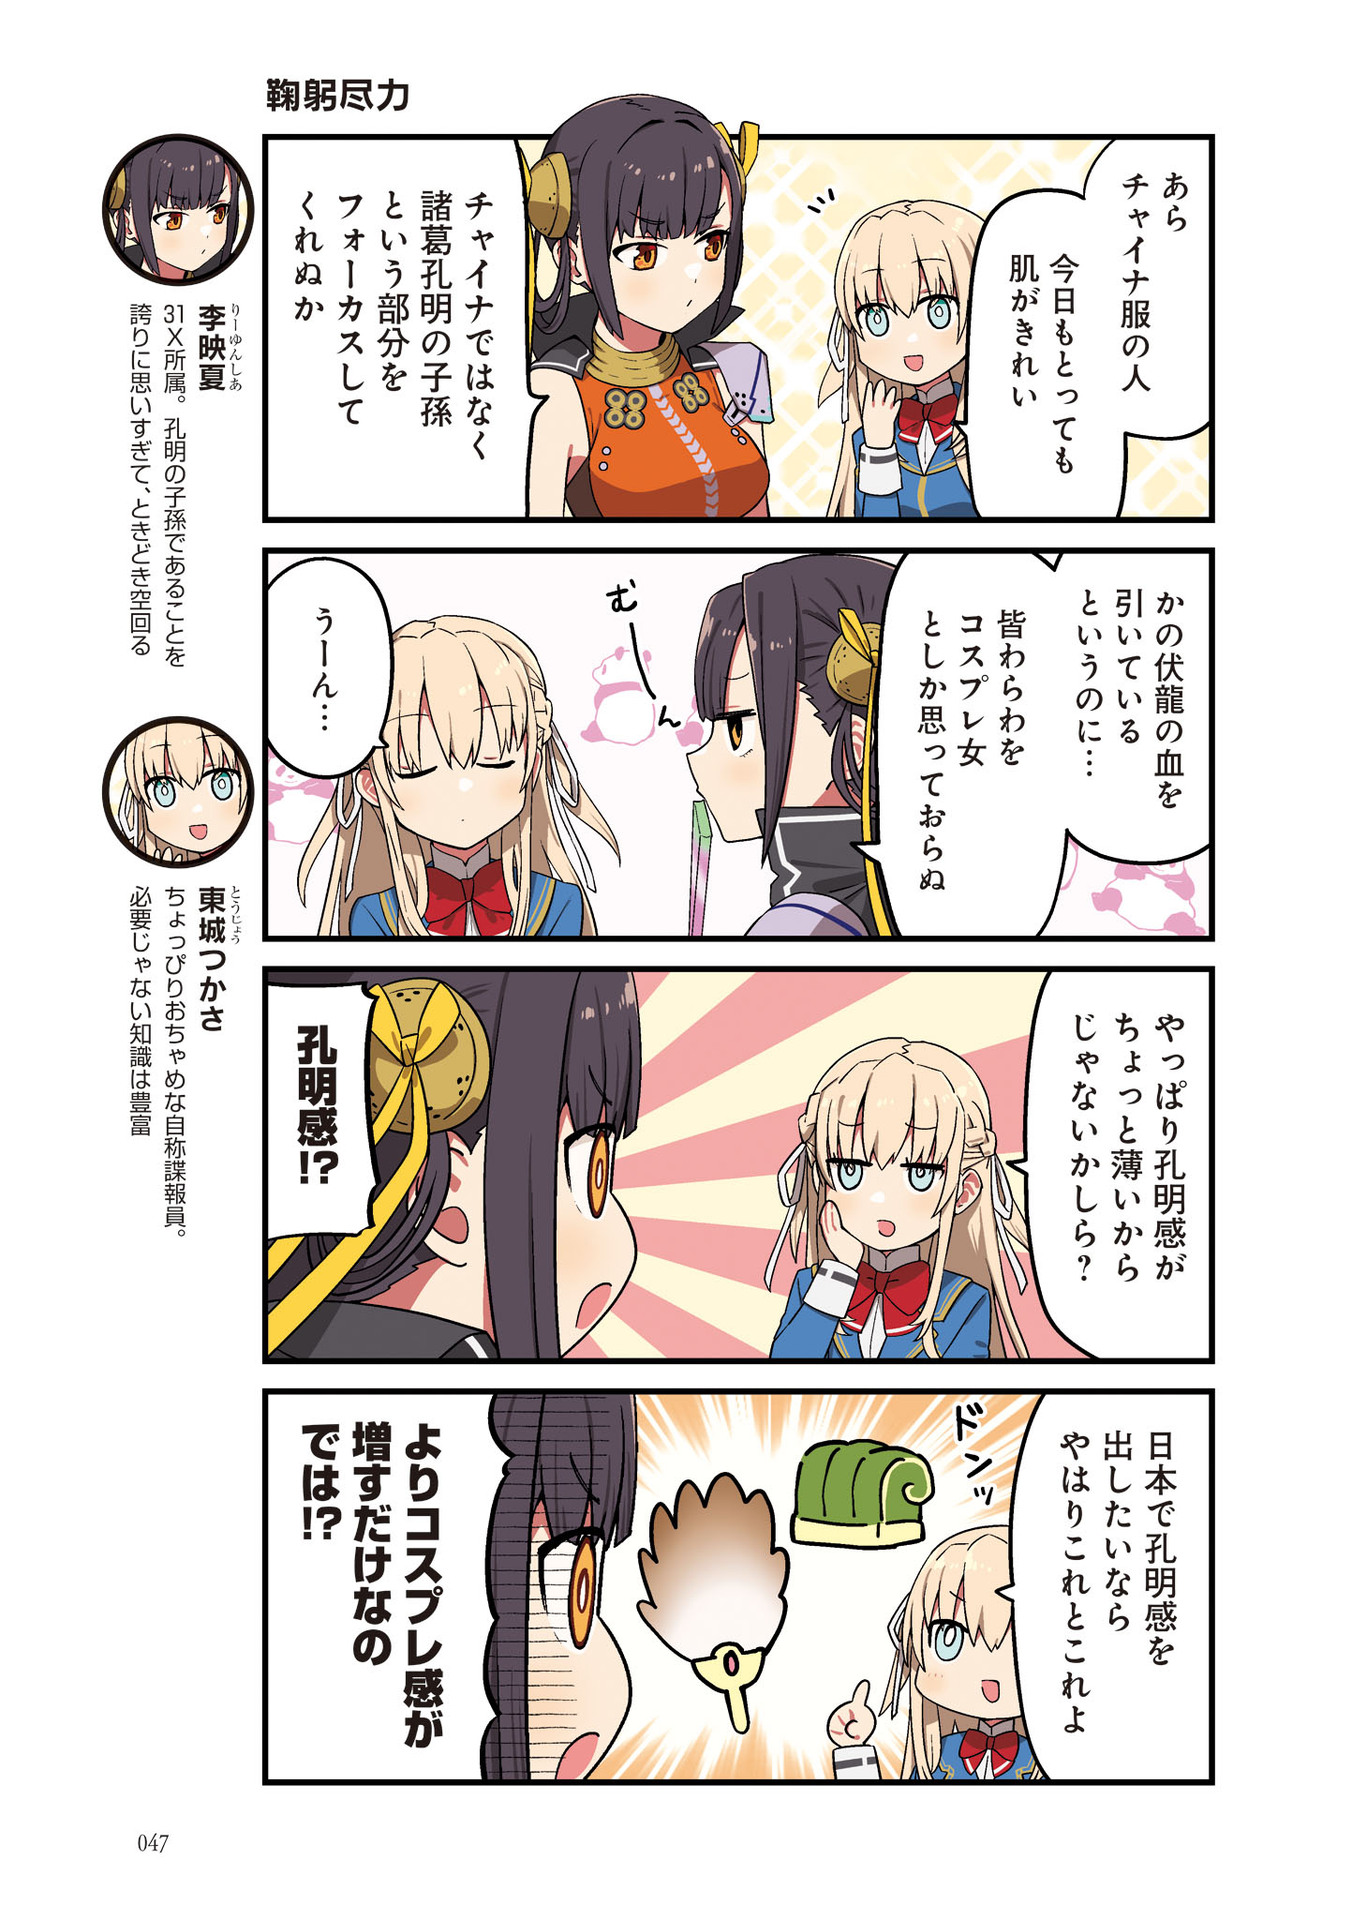 鞠躬尽力
あら
チャイナ服の人
今日もとっても
肌がきれい
チャイナではなく
諸葛孔明の子孫
という部分を
フォーカスして
くれぬか
かの伏龍の血を
引いている
というのに…
皆わらわを
コスプレ女
としか思っておらぬ
むーん
うーん…
やっぱり孔明感が
ちょっと薄いから
じゃないかしら?
孔明感!?
日本で孔明感を
出したいなら
やはりこれとこれよ
ドンッ
よりコスプレ感が
増すだけなの
では!?
りーゆんしあ
李映夏
31X所属。孔明の子孫であることを
誇りに思いすぎて、ときどき空回る
とうじょう
東城つかさ
ちょっぴりおちゃめな自称諜報員。
必要じゃない知識は豊富
047